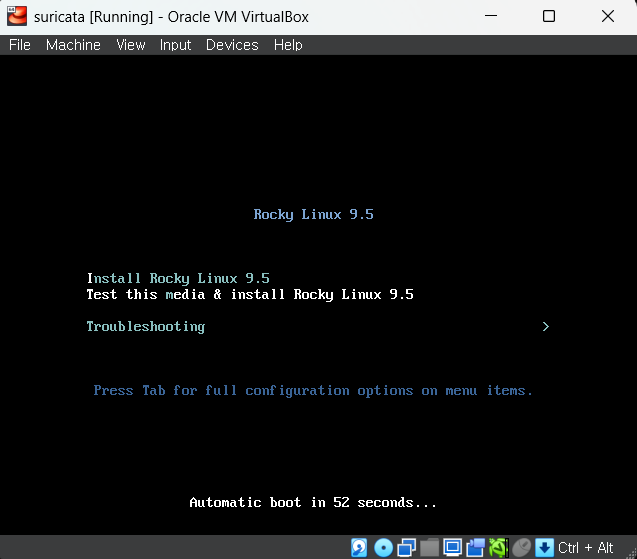 suricata [Running] - Oracle VM VirtualBox
File Machine View Input Devices Help
Rocky Linux 9.5
Install Rocky Linux 9.5
Test this media & install Rocky Linux 9.5
Troubleshooting >
Press Tab for full configuration options on menu items.
Automatic boot in 52 seconds...
Ctrl + Alt